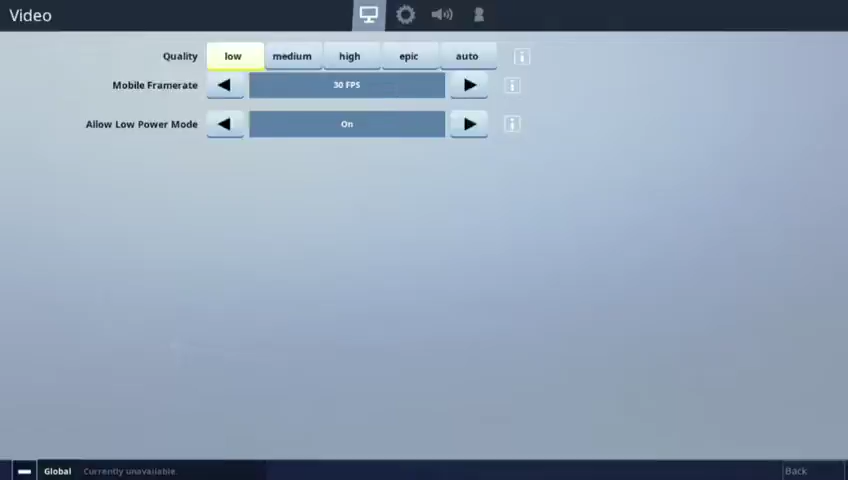 Video
Quality low medium high epic auto
Mobile Framerate 30 FPS
Allow Low Power Mode On
Global Currently unavailable. Back